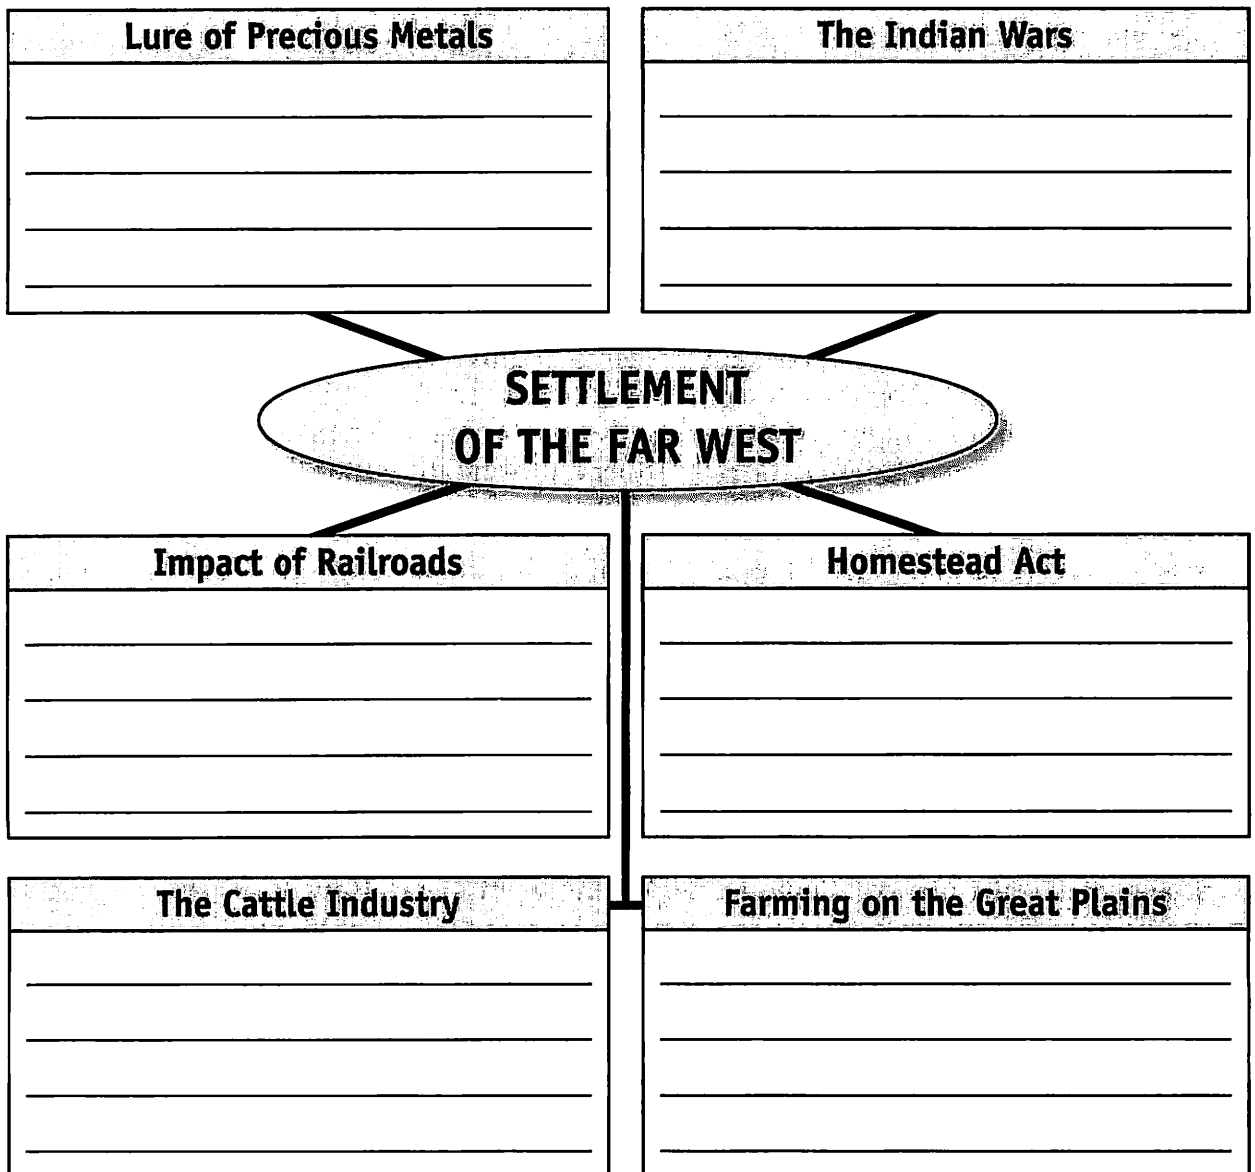 Lure of Precious Metals
The Indian Wars
SETTLEMENT
OF THE FAR WEST
Impact of Railroads
Homestead Act
The Cattle Industry
Farming on the Great Plains